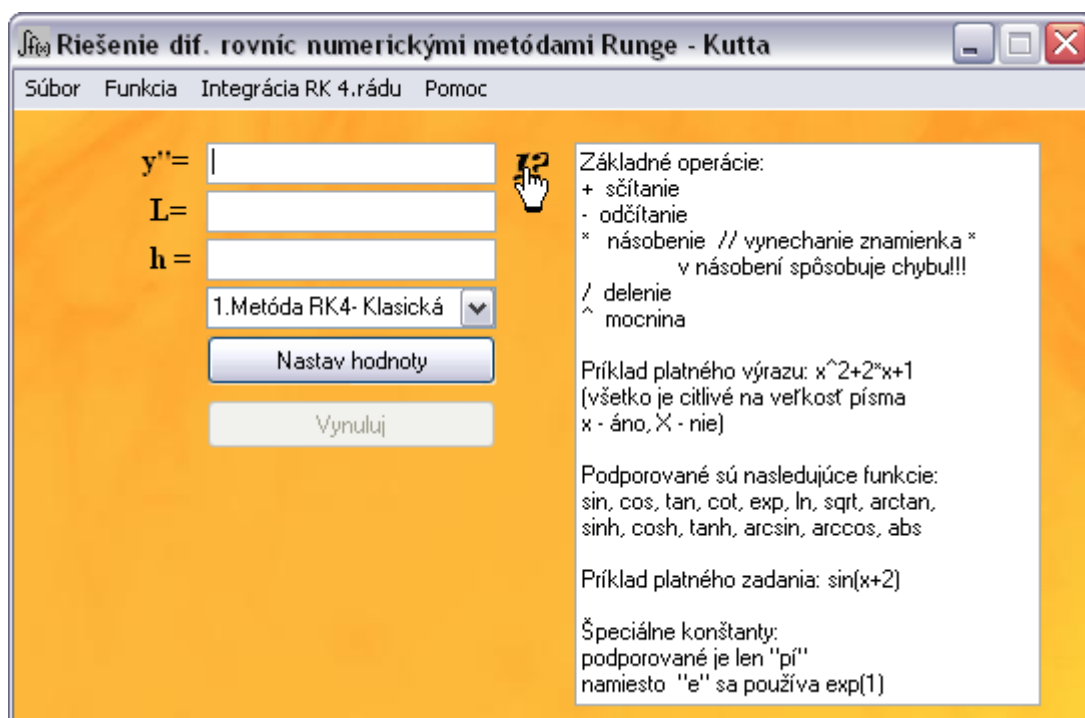 ∫f(x) Riešenie dif. rovníc numerickými metódami Runge - Kutta
Súbor Funkcia Integrácia RK 4.rádu Pomoc
y''=
L=
h =
1.Metóda RK4- Klasická
Nastav hodnoty
Vynuluj
Základné operácie:
+ sčítanie
- odčítanie
* násobenie // vynechanie znamienka *
v násobení spôsobuje chybu!!!
/ delenie
^ mocnina
Príklad platného výrazu: x^2+2*x+1
(všetko je citlivé na veľkosť písma
x - áno, X - nie)
Podporované sú nasledujúce funkcie:
sin, cos, tan, cot, exp, ln, sqrt, arctan,
sinh, cosh, tanh, arcsin, arccos, abs
Príklad platného zadania: sin(x+2)
Špeciálne konštanty:
podporované je len "pí"
namiesto "e" sa používa exp(1)